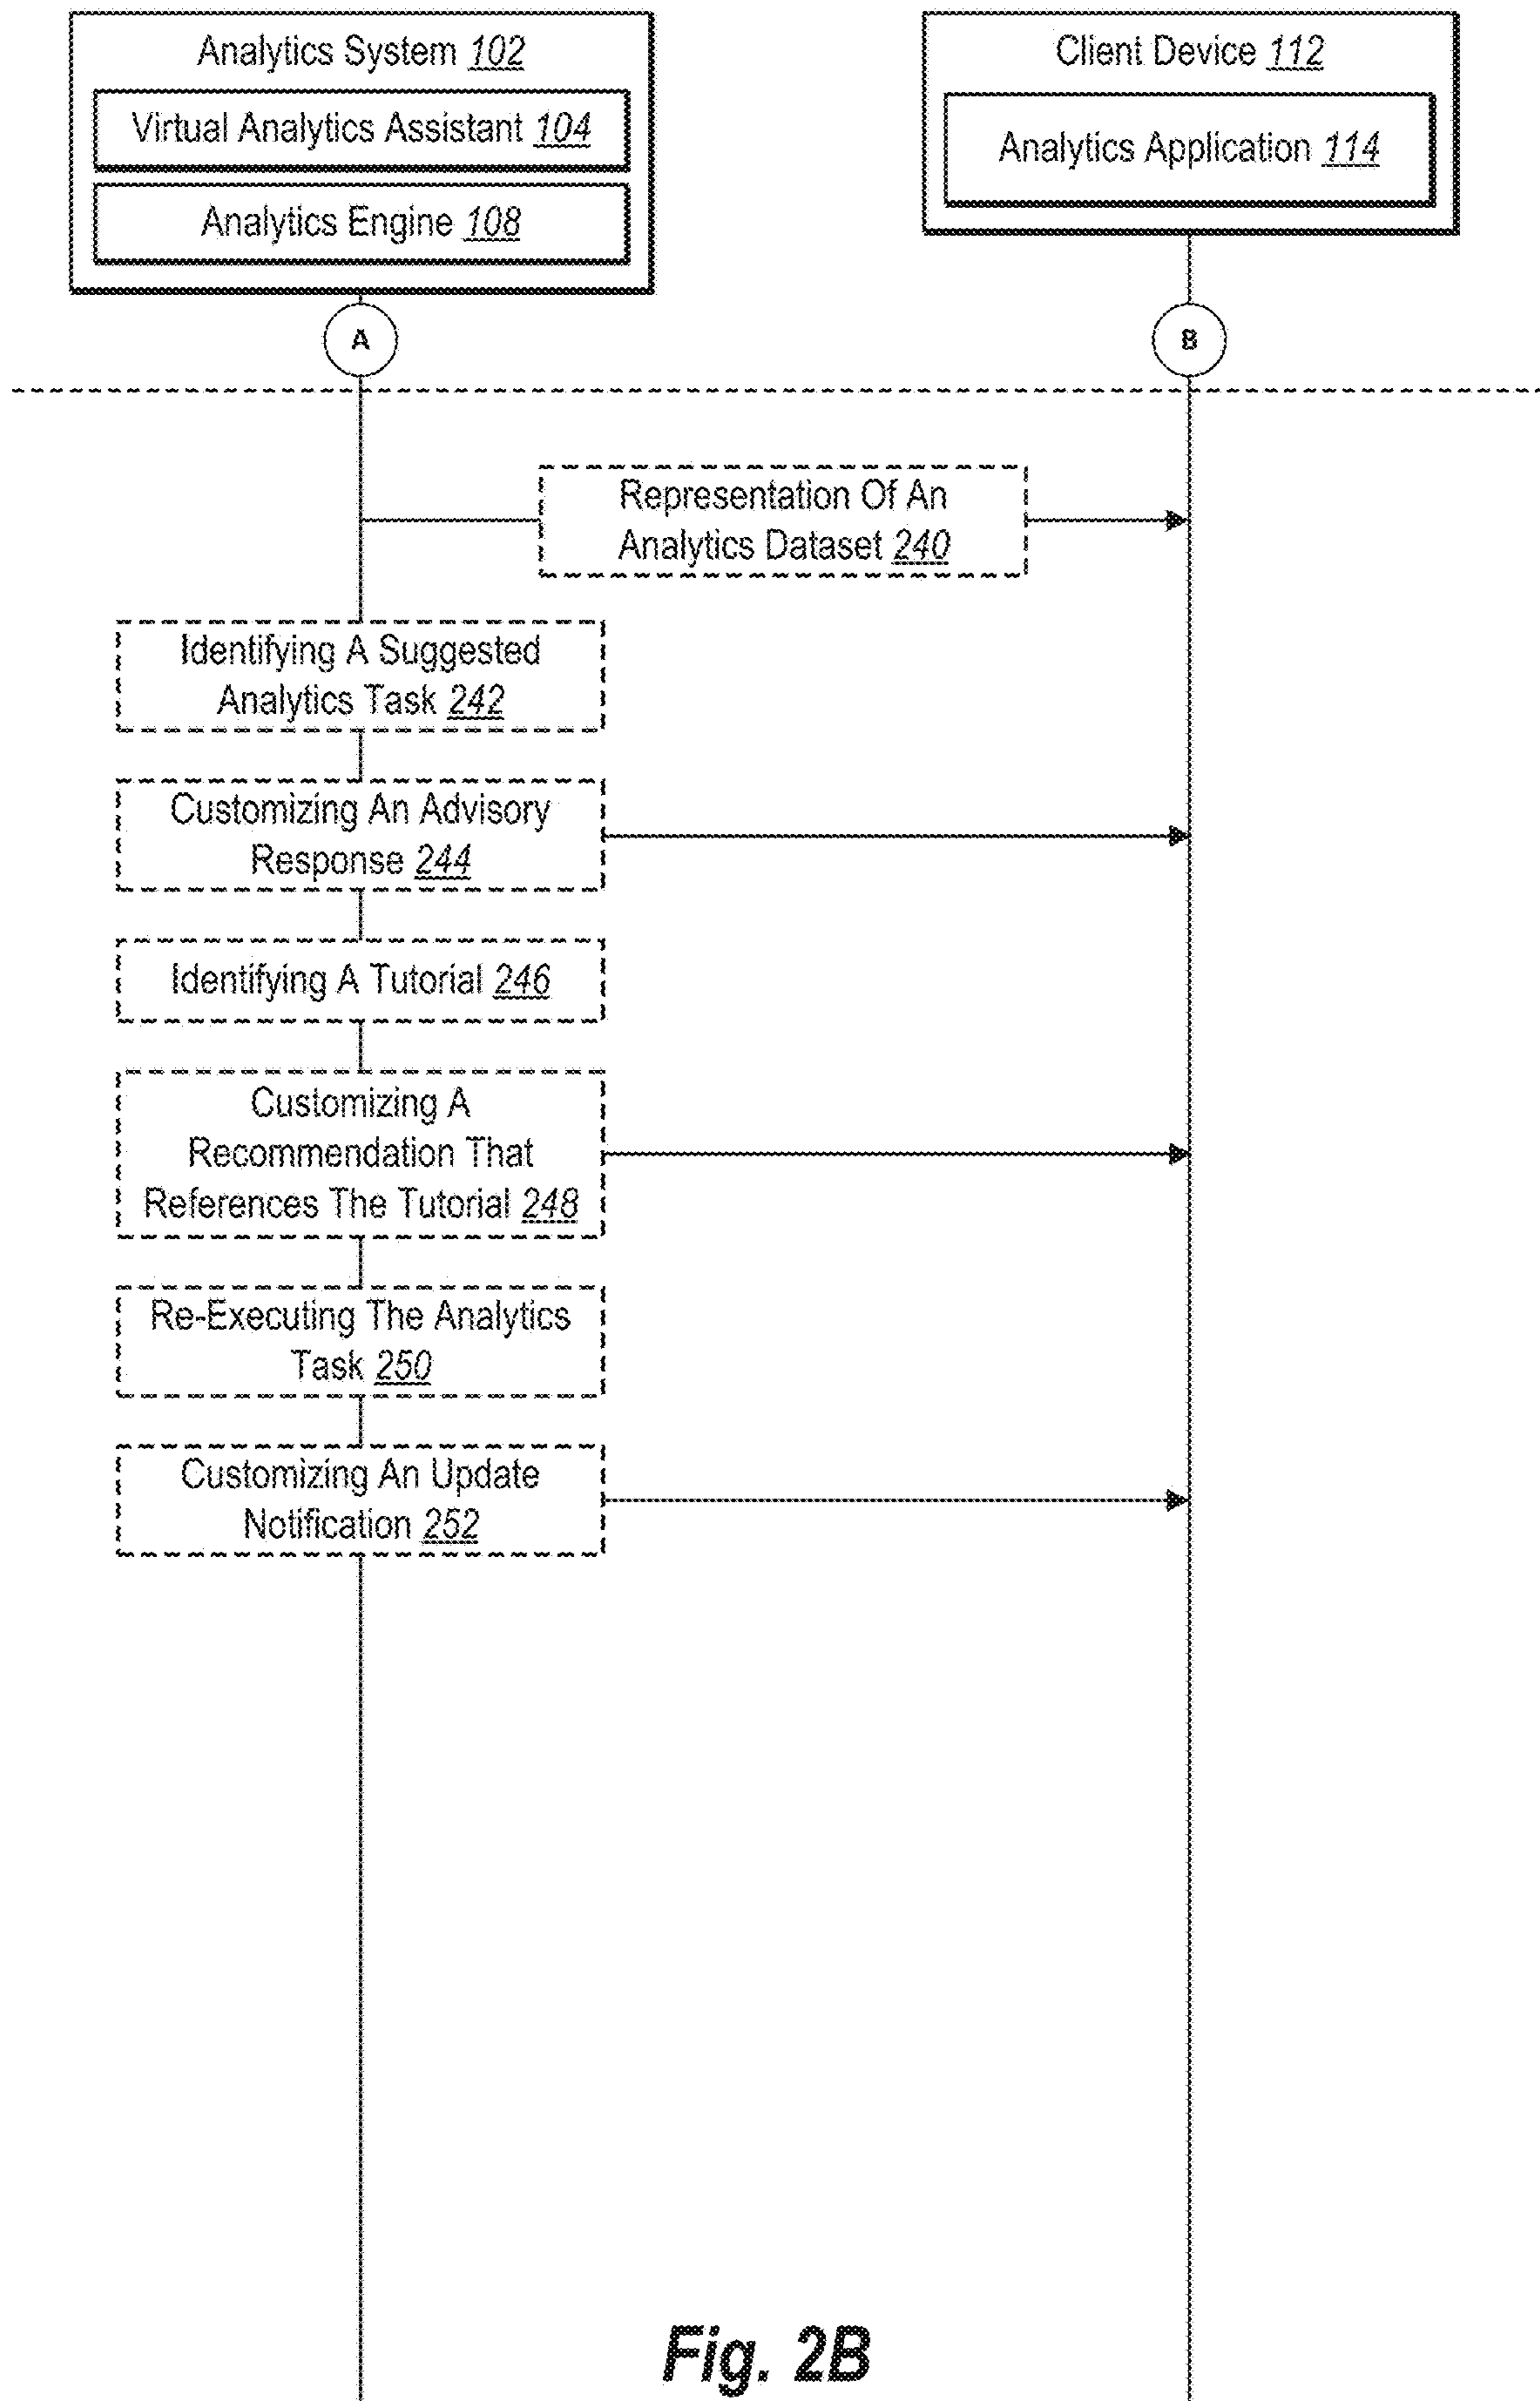 Analytics System 102
Virtual Analytics Assistant 104
Analytics Engine 108
Client Device 112
Analytics Application 114
A
B
Representation Of An
Analytics Dataset 240
Identifying A Suggested
Analytics Task 242
Customizing An Advisory
Response 244
Identifying A Tutorial 246
Customizing A
Recommendation That
References The Tutorial 248
Re-Executing The Analytics
Task 250
Customizing An Update
Notification 252
Fig. 2B